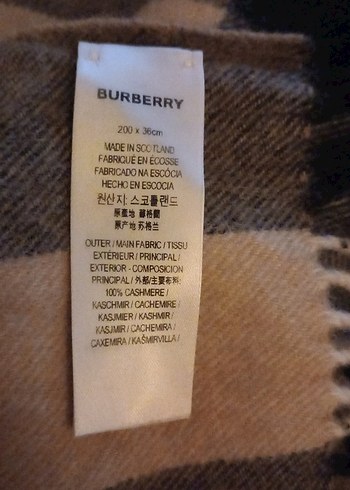 BURBERRY
200 x 36cm
MADE IN SCOTLAND
FABRIQUÉ EN ÉCOSSE
FABRICADO NA ESCÓCIA
HECHO EN ESCOCIA
원산지: 스코틀랜드
原產地 蘇格蘭
原产地 苏格兰
OUTER / MAIN FABRIC / TISSU
EXTÉRIEUR / PRINCIPAL /
EXTERIOR - COMPOSICION
PRINCIPAL / 外部/主要布料
100% CASHMERE /
KASCHMIR / CACHEMIRE /
KASJMIER / KASHMIR /
KAŠMIR / CACHEMIRA /
CAXEMIRA / KAŠMIRVILLA /